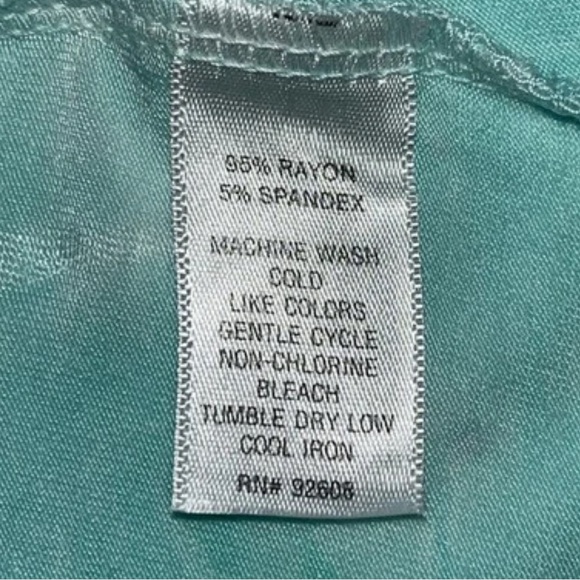 95% RAYON
5% SPANDEX
MACHINE WASH
COLD
LIKE COLORS
GENTLE CYCLE
NON-CHLORINE
BLEACH
TUMBLE DRY LOW
COOL IRON
RN# 92608